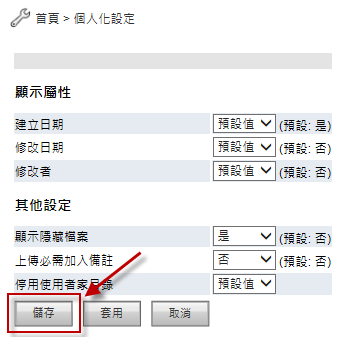 首頁 > 個人化設定
顯示屬性
建立日期 預設值 (預設: 是)
修改日期 預設值 (預設: 否)
修改者 預設值 (預設: 否)
其他設定
顯示隱藏檔案 是 (預設: 否)
上傳必需加入備註 否 (預設: 否)
停用使用者家目錄 預設值
儲存 套用 取消